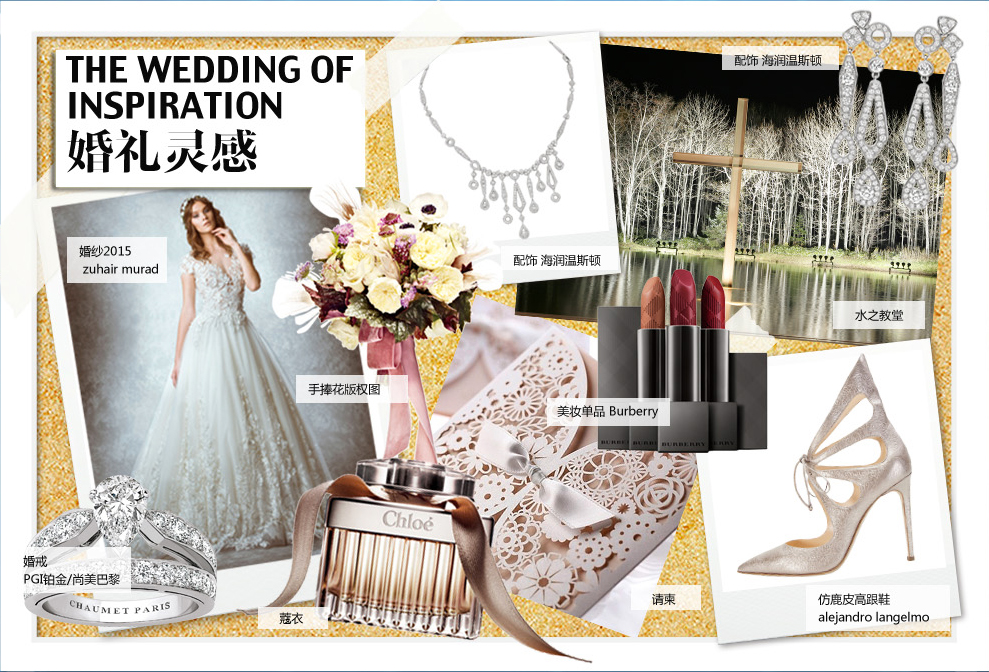 THE WEDDING OF
INSPIRATION
婚礼灵感
配饰 海润温斯顿
婚纱2015
zuhair murad
配饰 海润温斯顿
水之教堂
手捧花版权图
美妆单品 Burberry
BURBERRY
Chloé
婚戒
PGI铂金/尚美巴黎
CHAUMET PARIS
蔻衣
请柬
仿鹿皮高跟鞋
alejandro langelmo